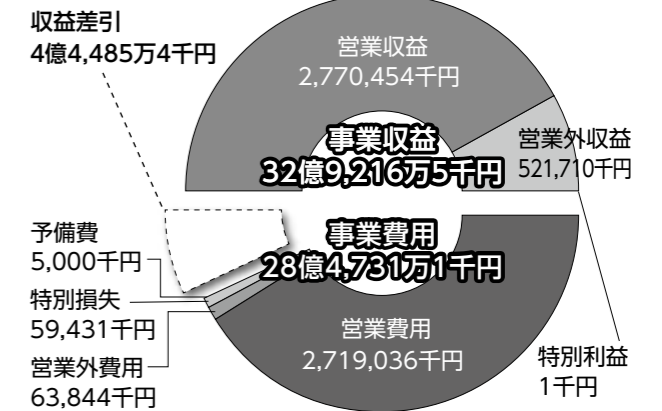 収益差引
4億4,485万4千円
営業収益
2,770,454千円
事業収益
32億9,216万5千円
営業外収益
521,710千円
事業費用
28億4,731万1千円
予備費
5,000千円
特別損失
59,431千円
営業外費用
63,844千円
営業費用
2,719,036千円
特別利益
1千円